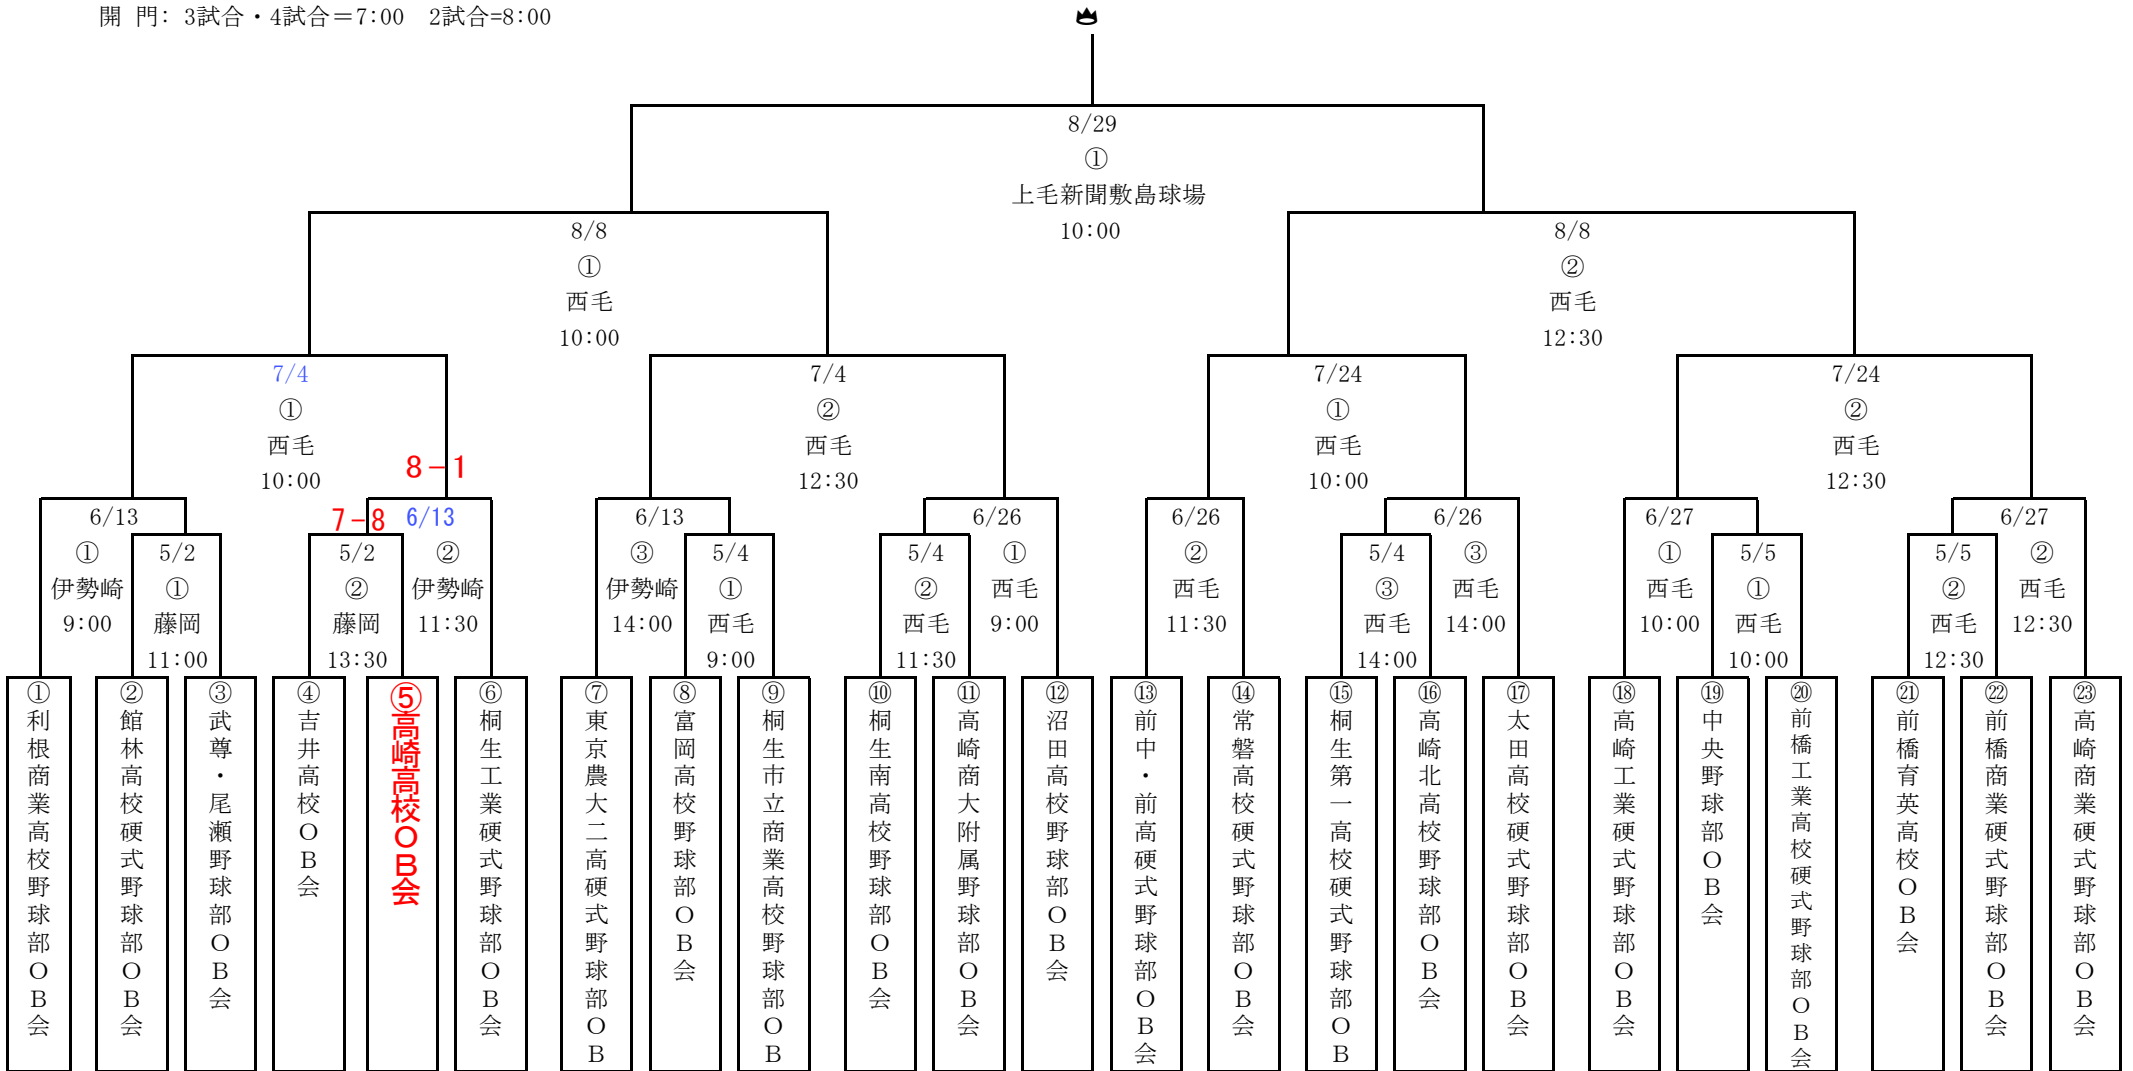 開 門: 3試合・4試合=7:00 2試合=8:00
8/29
①
上毛新聞敷島球場
10:00
8/8
①
西毛
10:00
8/8
②
西毛
12:30
7/4
①
西毛
10:00
7/4
②
西毛
12:30
7/24
①
西毛
10:00
7/24
②
西毛
12:30
8-1
7-8
6/13
①
伊勢崎
9:00
5/2
①
藤岡
11:00
5/2
②
藤岡
13:30
6/13
②
伊勢崎
11:30
6/13
③
伊勢崎
14:00
5/4
①
西毛
9:00
5/4
②
西毛
11:30
6/26
①
西毛
9:00
6/26
②
西毛
11:30
5/4
③
西毛
14:00
6/26
③
西毛
14:00
6/27
①
西毛
10:00
5/5
①
西毛
10:00
5/5
②
西毛
12:30
6/27
②
西毛
12:30
①利根商業高校野球部OB会
②館林高校硬式野球部OB会
③武尊・尾瀬野球部OB会
④吉井高校OB会
⑤高崎高校OB会
⑥桐生工業硬式野球部OB会
⑦東京農大二高硬式野球部OB
⑧富岡高校野球部OB会
⑨桐生市立商業高校野球部OB
⑩桐生南高校野球部OB会
⑪高崎商大附属野球部OB会
⑫沼田高校野球部OB会
⑬前中・前高硬式野球部OB会
⑭常磐高校硬式野球部OB会
⑮桐生第一高校硬式野球部OB
⑯高崎北高校野球部OB会
⑰太田高校硬式野球部OB会
⑱高崎工業硬式野球部OB会
⑲中央野球部OB会
⑳前橋工業高校硬式野球部OB会
㉑前橋育英高校OB会
㉒前橋商業硬式野球部OB会
㉓高崎商業硬式野球部OB会